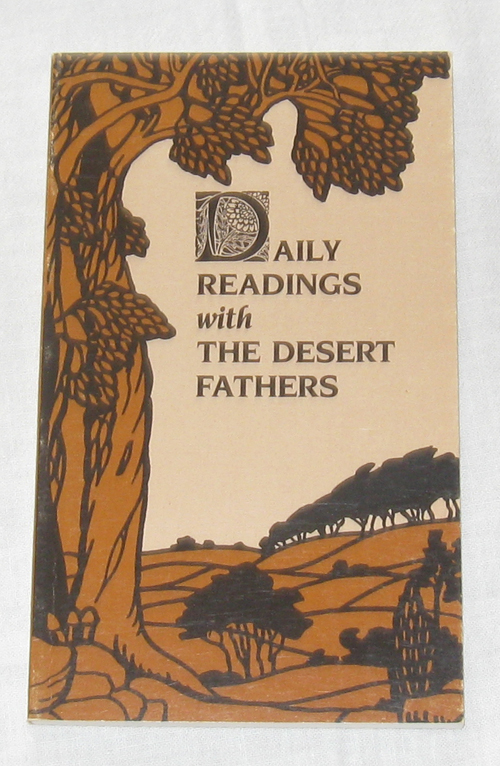 DAILY
READINGS
with
THE DESERT
FATHERS